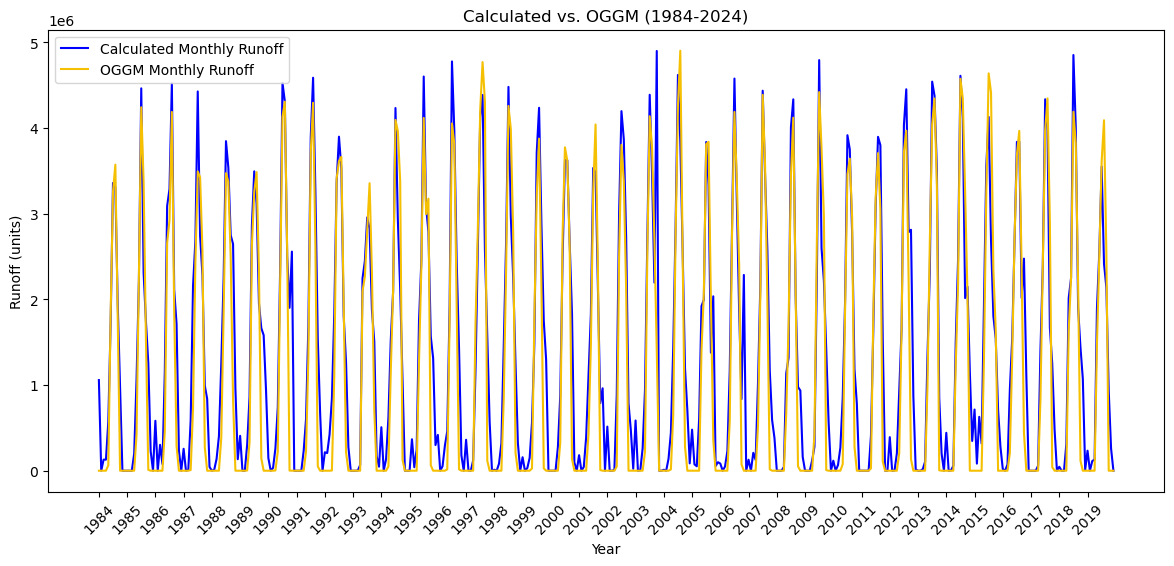 Calculated vs. OGGM (1984-2024)
1e6
Calculated Monthly Runoff
OGGM Monthly Runoff
5
4
3
2
1
0
Runoff (units)
1984 1985 1986 1987 1988 1989 1990 1991 1992 1993 1994 1995 1996 1997 1998 1999 2000 2001 2002 2003 2004 2005 2006 2007 2008 2009 2010 2011 2012 2013 2014 2015 2016 2017 2018 2019
Year